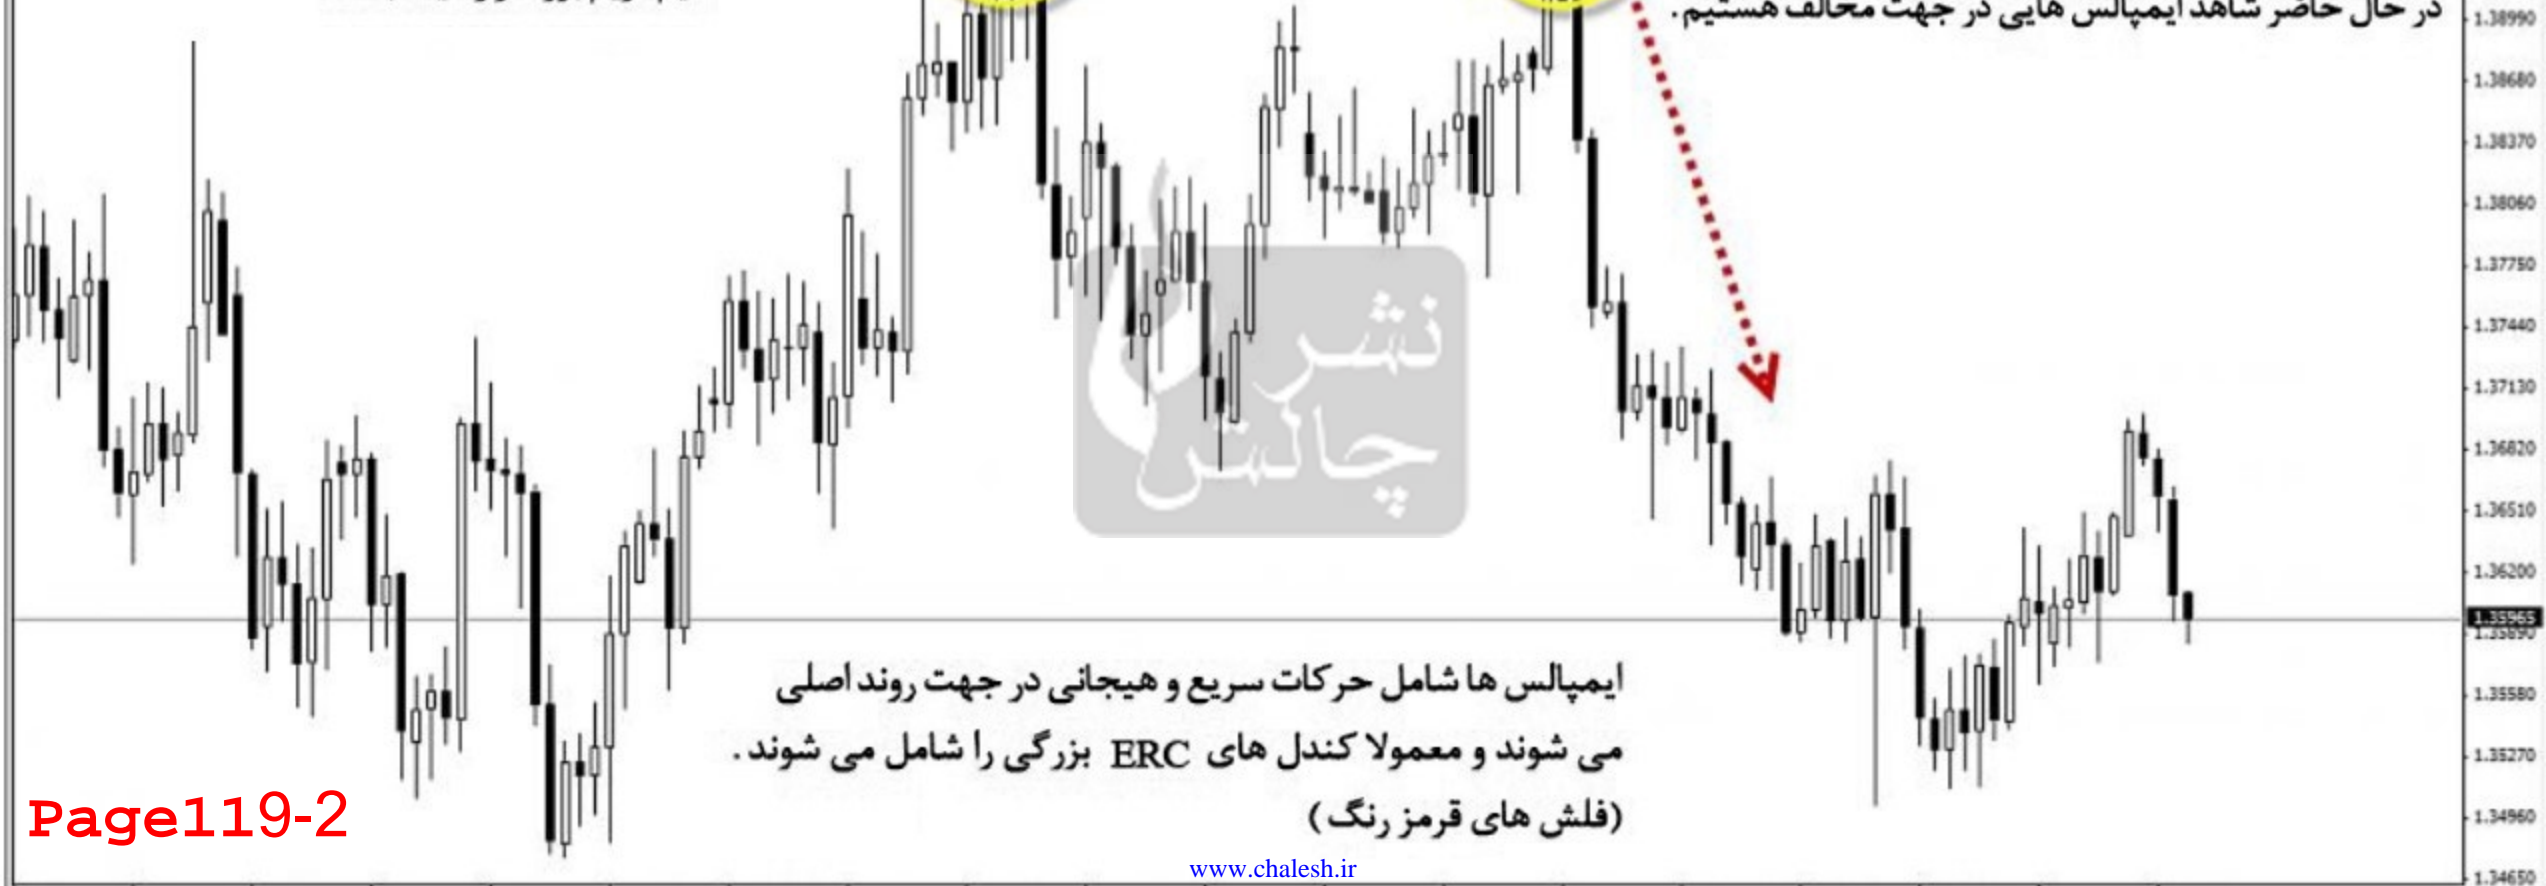 در حال حاضر شاهد ایمپالس هایی در جهت مخالف هستیم.
1.38990
1.38680
1.38370
1.38060
1.37750
1.37440
1.37130
1.36820
1.36510
1.36200
1.35965
1.35890
1.35580
1.35270
1.34960
1.34650
نشر
چالش
ایمپالس ها شامل حرکات سریع و هیجانی در جهت روند اصلی
می شوند و معمولا کندل های ERC بزرگی را شامل می شوند.
(فلش های قرمز رنگ)
Page119-2
www.chalesh.ir